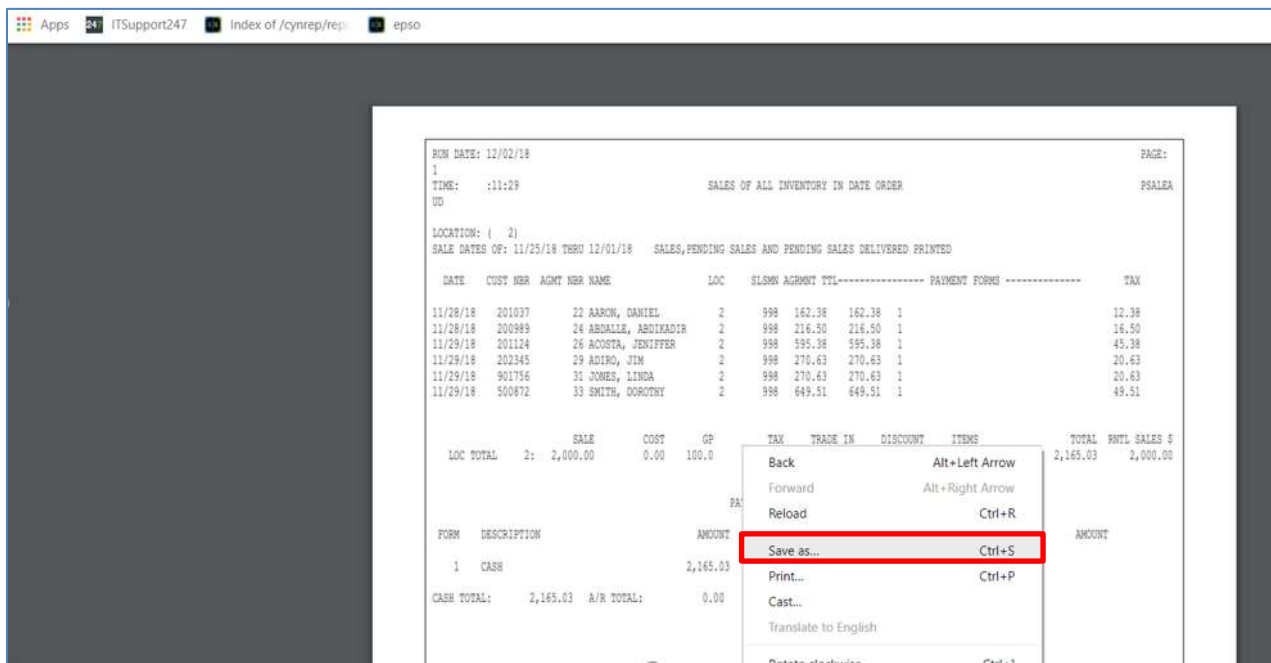 Apps 247 ITSupport247 Index of /cynrep/rep epso
RUN DATE: 12/02/18 PAGE:
1
TIME: :11:29 SALES OF ALL INVENTORY IN DATE ORDER PSALEA
UD
LOCATION: ( 2)
SALE DATES OF: 11/25/18 THRU 12/01/18 SALES,PENDING SALES AND PENDING SALES DELIVERED PRINTED
DATE CUST NBR AGMT NBR NAME LOC SLSMN AGRMNT TTL---------------- PAYMENT FORMS -------------- TAX
11/28/18 201037 22 AARON, DANIEL 2 998 162.38 162.38 1 12.38
11/28/18 200989 24 ABDALLE, ABDIKADIR 2 998 216.50 216.50 1 16.50
11/29/18 201124 26 ACOSTA, JENIFFER 2 998 595.38 595.38 1 45.38
11/29/18 202345 29 ADIRO, JIM 2 998 270.63 270.63 1 20.63
11/29/18 901756 31 JONES, LINDA 2 998 270.63 270.63 1 20.63
11/29/18 500872 33 SMITH, DOROTHY 2 998 649.51 649.51 1 49.51
SALE COST GP TAX TRADE IN DISCOUNT ITEMS TOTAL RNTL SALES $
LOC TOTAL 2: 2,000.00 0.00 100.0 2,165.03 2,000.00
Back Alt+Left Arrow
Forward Alt+Right Arrow
PA
Reload Ctrl+R
FORM DESCRIPTION AMOUNT AMOUNT
Save as... Ctrl+S
1 CASH 2,165.03
Print... Ctrl+P
CASH TOTAL: 2,165.03 A/R TOTAL: 0.00
Cast...
Translate to English